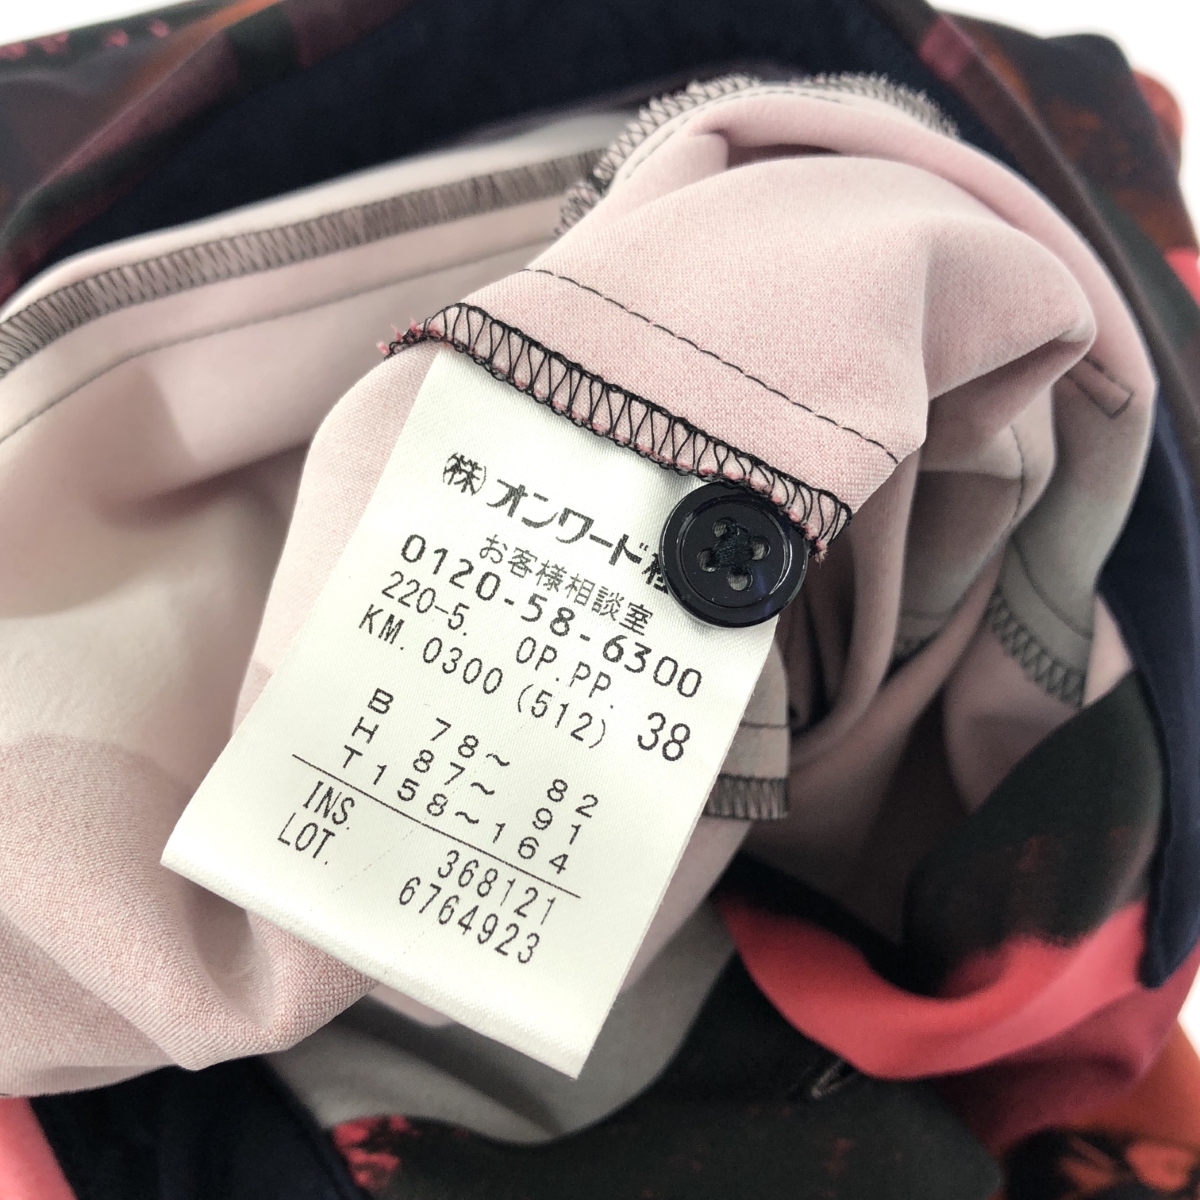 ㈱オンワード
お客様相談室
0120-58-6300
220-5. OP.PP.
KM. 0300 (512) 38
B 78~ 82
H 87~ 91
T158~164
INS. 368121
LOT. 6764923